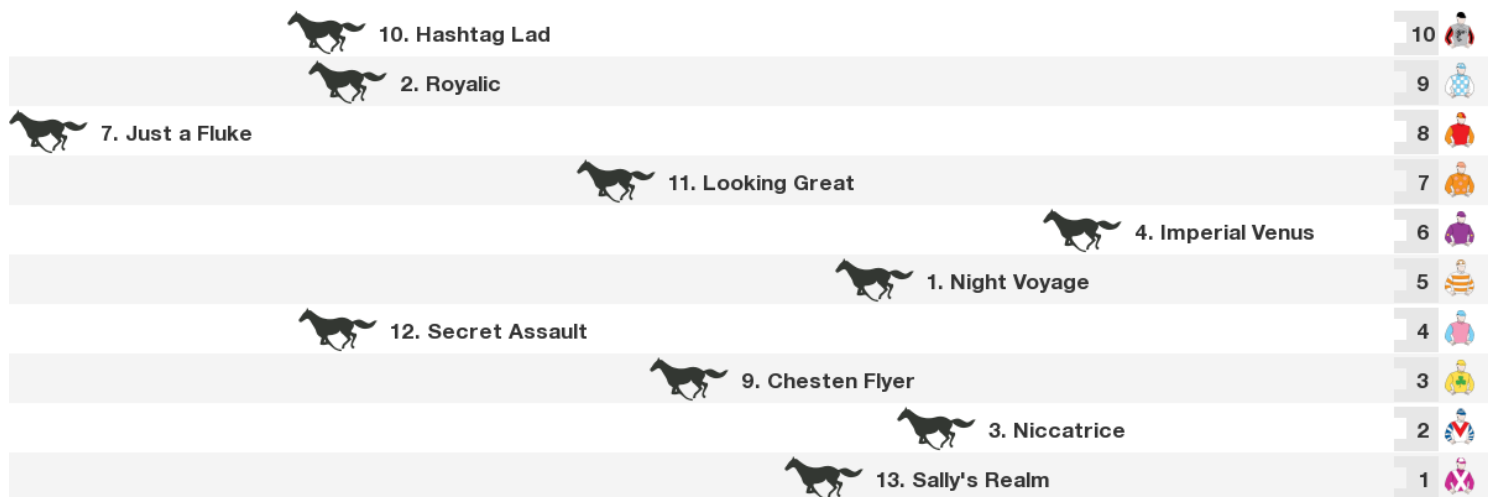 10. Hashtag Lad 10
2. Royalic 9
7. Just a Fluke 8
11. Looking Great 7
4. Imperial Venus 6
1. Night Voyage 5
12. Secret Assault 4
9. Chesten Flyer 3
3. Niccatrice 2
13. Sally's Realm 1